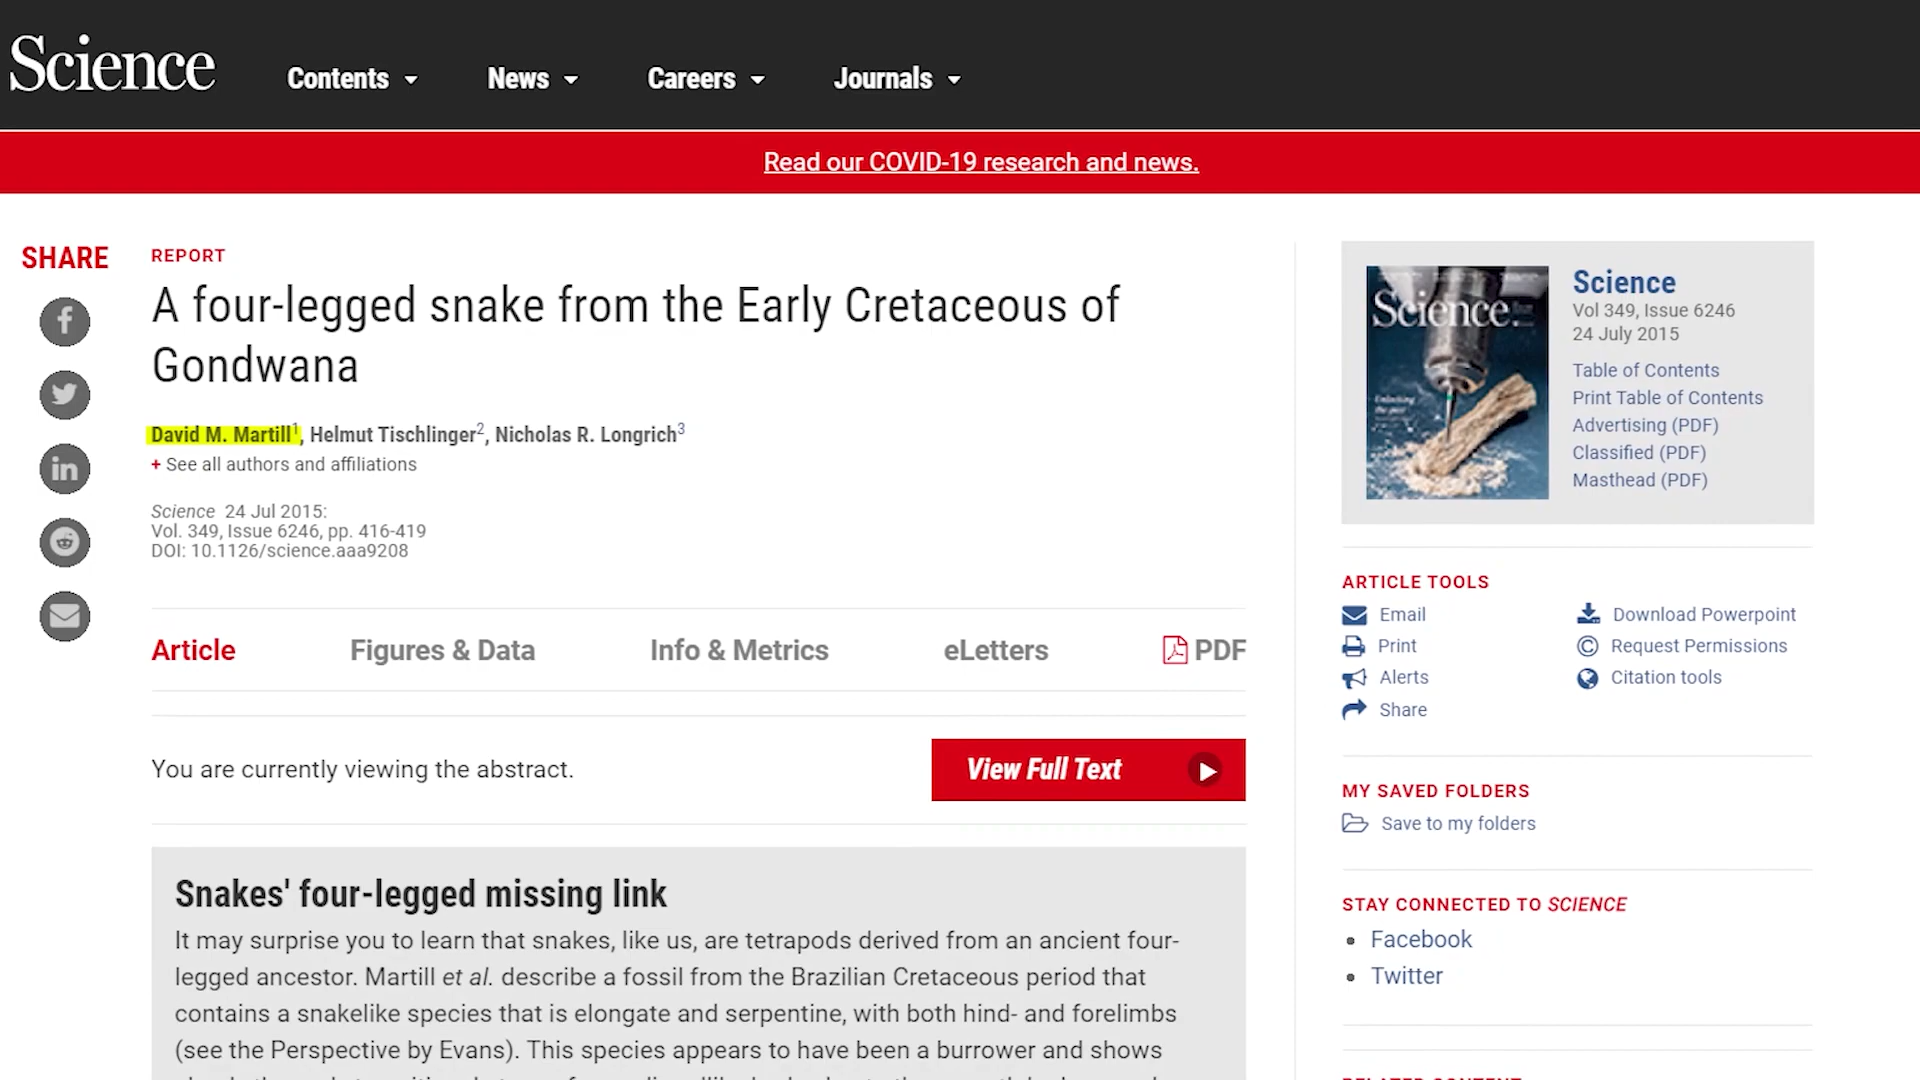 Science
Contents
News
Careers
Journals
Read our COVID-19 research and news.
SHARE
REPORT
A four-legged snake from the Early Cretaceous of
Gondwana
David M. Martill1, Helmut Tischlinger2, Nicholas R. Longrich3
+ See all authors and affiliations
Science 24 Jul 2015:
Vol. 349, Issue 6246, pp. 416-419
DOI: 10.1126/science.aaa9208
Article
Figures & Data
Info & Metrics
eLetters
PDF
You are currently viewing the abstract.
View Full Text
Snakes' four-legged missing link
It may surprise you to learn that snakes, like us, are tetrapods derived from an ancient four-
legged ancestor. Martill et al. describe a fossil from the Brazilian Cretaceous period that
contains a snakelike species that is elongate and serpentine, with both hind- and forelimbs
(see the Perspective by Evans). This species appears to have been a burrower and shows
Science
Science
Vol 349, Issue 6246
24 July 2015
Table of Contents
Print Table of Contents
Advertising (PDF)
Classified (PDF)
Masthead (PDF)
ARTICLE TOOLS
Email
Download Powerpoint
Print
Request Permissions
Alerts
Citation tools
Share
MY SAVED FOLDERS
Save to my folders
STAY CONNECTED TO SCIENCE
Facebook
Twitter